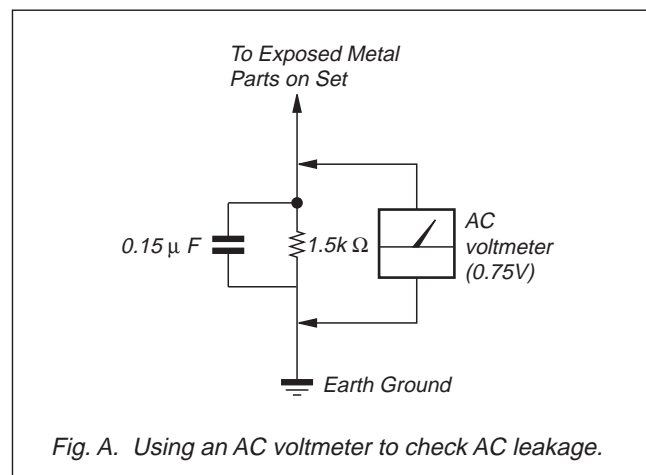 To Exposed Metal
Parts on Set
0.15 μ F
1.5k Ω
AC
voltmeter
(0.75V)
Earth Ground
Fig. A. Using an AC voltmeter to check AC leakage.